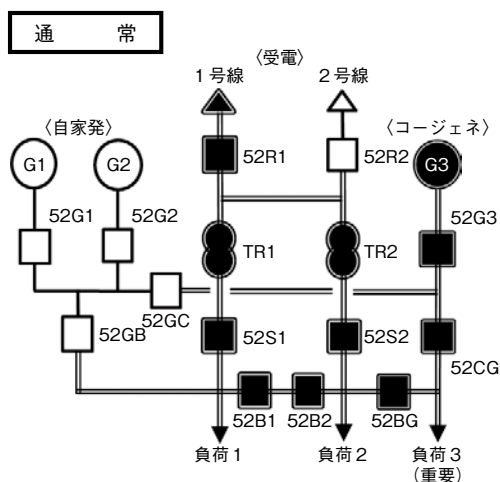 通 常
〈受電〉
1号線
2号線
〈自家発〉
〈コージェネ〉
G1
G2
G3
52R1
52R2
52G1
52G2
52G3
TR1
TR2
52GC
52GB
52S1
52S2
52CG
52B1
52B2
52BG
負荷1
負荷2
負荷3
(重要)